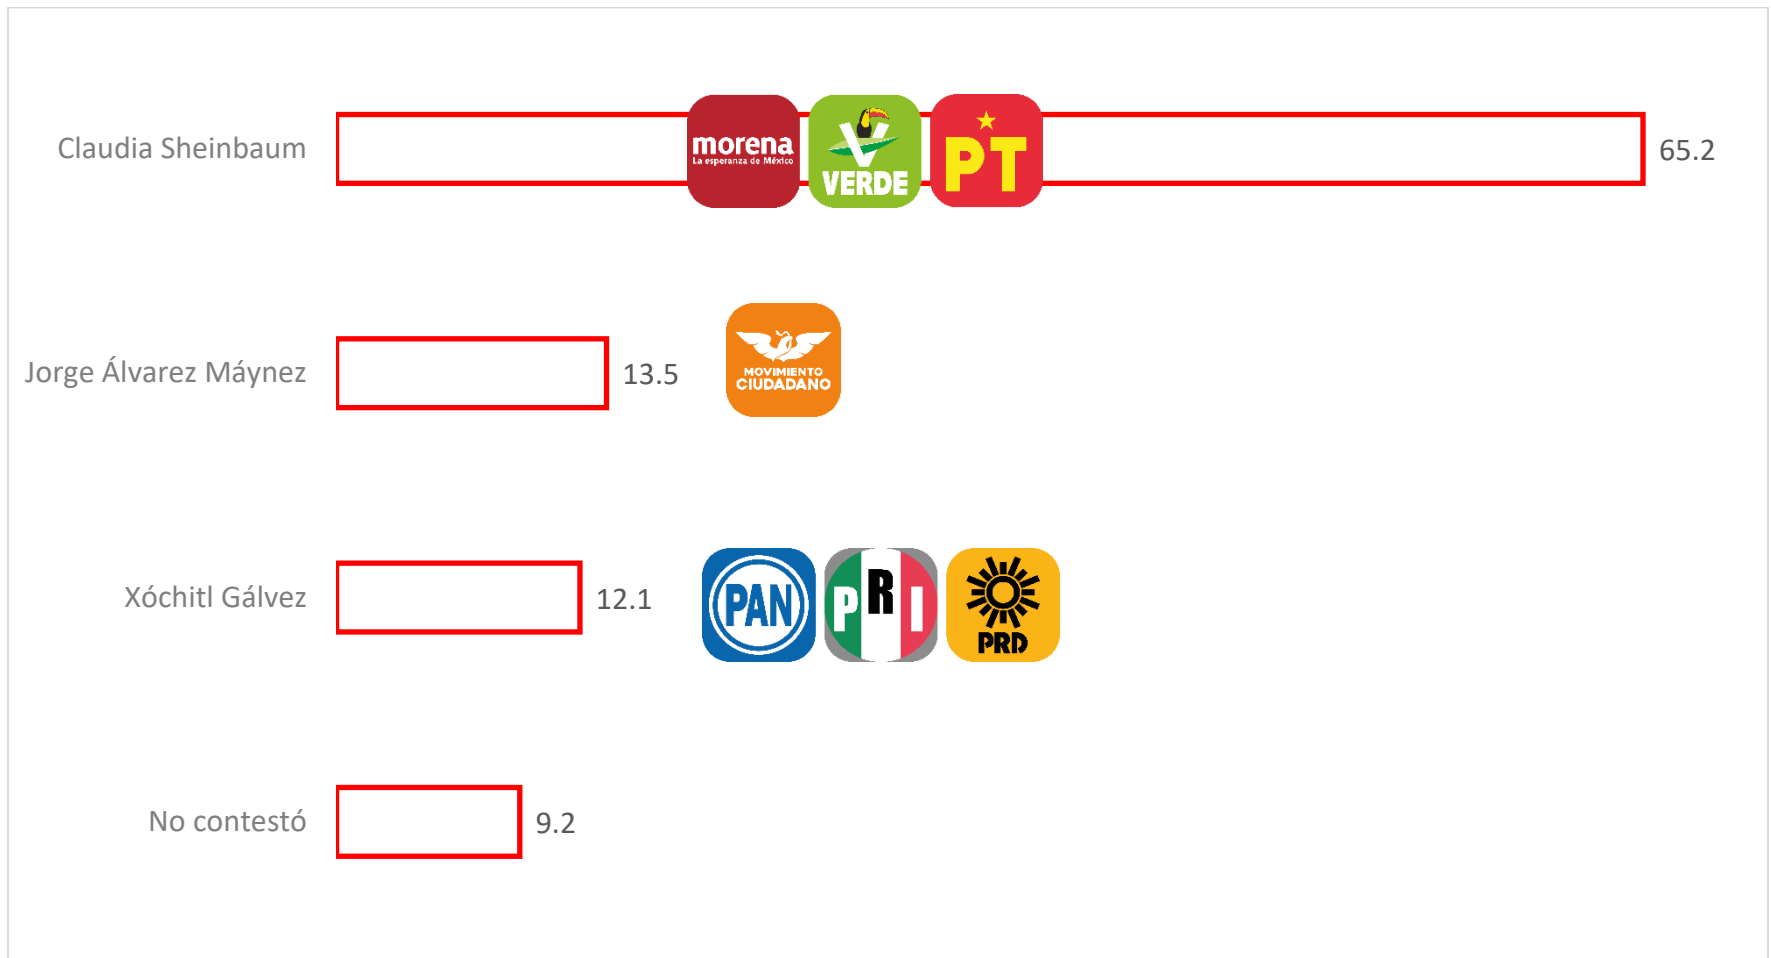 Claudia Sheinbaum
morena
La esperanza de México
VERDE
PT
65.2
Jorge Álvarez Máynez
13.5
MOVIMIENTO
CIUDADANO
Xóchitl Gálvez
12.1
PAN
PRI
PRD
No contestó
9.2